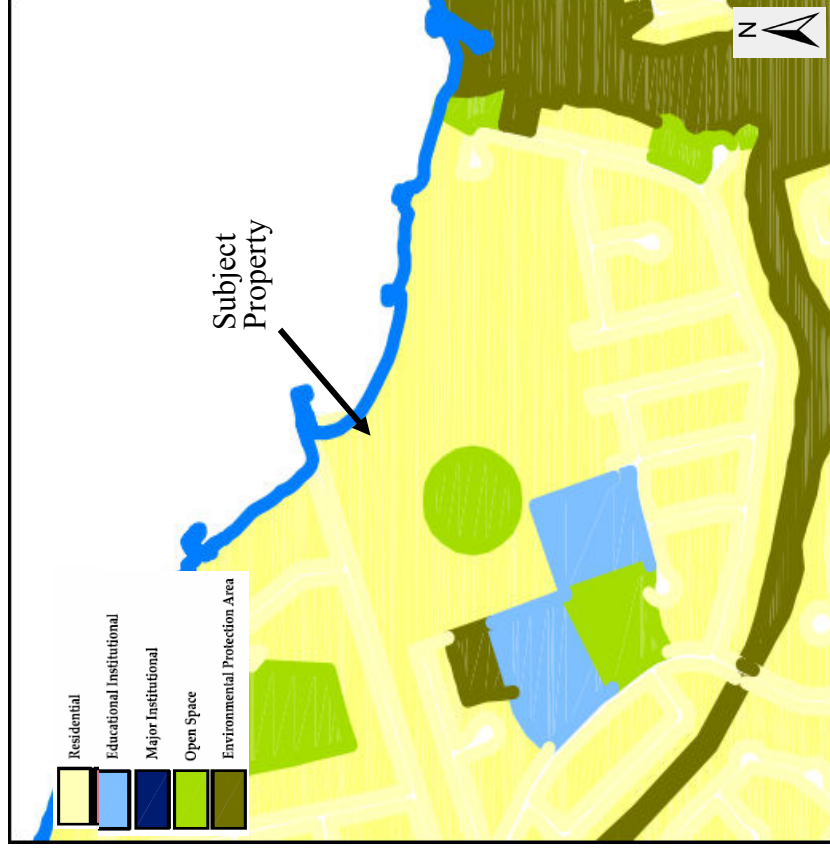 Subject
Property
N
Residential
Educational Institutional
Major Institutional
Open Space
Environmental Protection Area